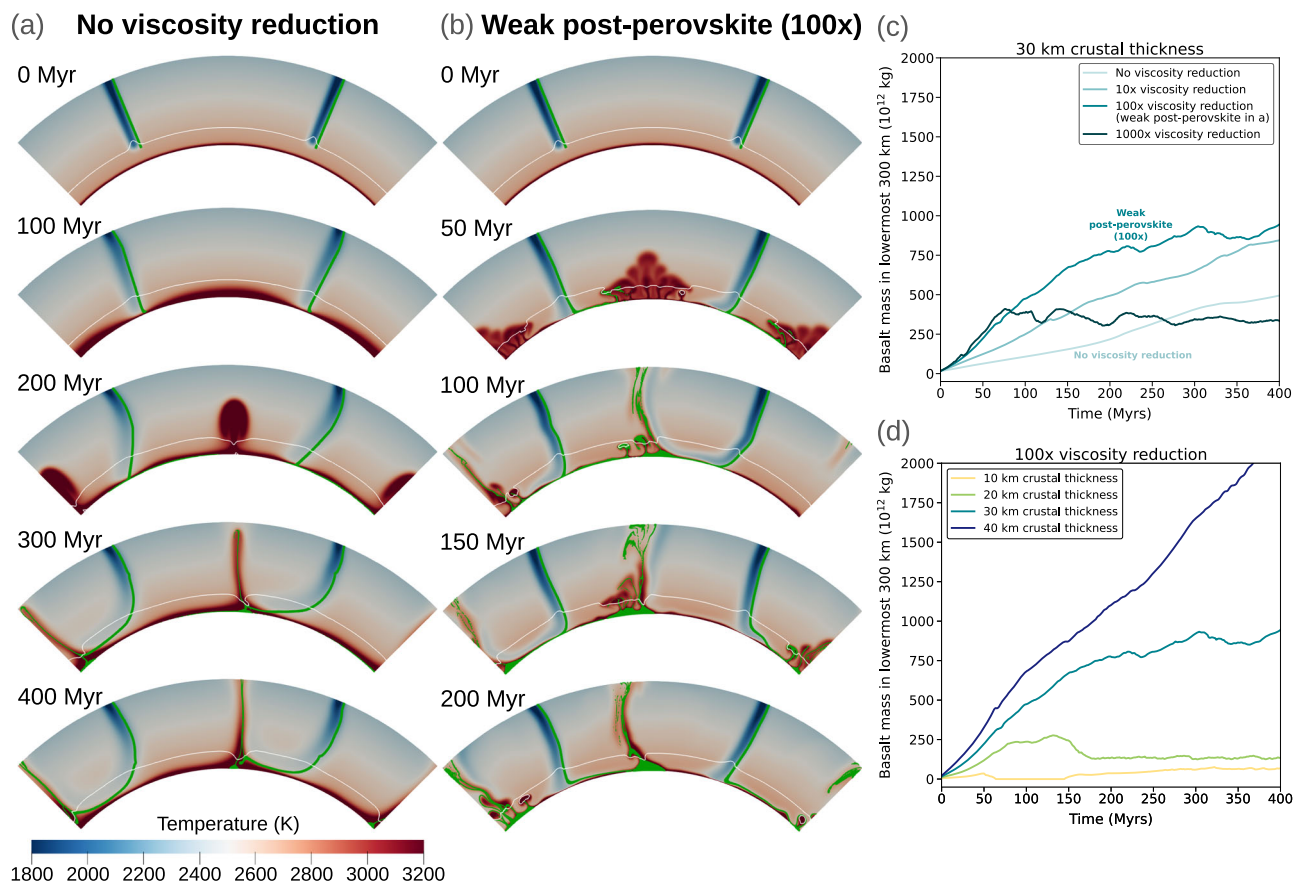 (a) No viscosity reduction
0 Myr
100 Myr
200 Myr
300 Myr
400 Myr
Temperature (K)
1800 2000 2200 2400 2600 2800 3000 3200
(b) Weak post-perovskite (100x)
0 Myr
50 Myr
100 Myr
150 Myr
200 Myr
(c)
30 km crustal thickness
Basalt mass in lowermost 300 km (10¹² kg)
2000
1750
1500
1250
1000
750
500
250
0
No viscosity reduction
10x viscosity reduction
100x viscosity reduction
(weak post-perovskite in a)
1000x viscosity reduction
Weak
post-perovskite
(100x)
No viscosity reduction
0 50 100 150 200 250 300 350 400
Time (Myrs)
(d)
100x viscosity reduction
Basalt mass in lowermost 300 km (10¹² kg)
2000
1750
1500
1250
1000
750
500
250
0
10 km crustal thickness
20 km crustal thickness
30 km crustal thickness
40 km crustal thickness
0 50 100 150 200 250 300 350 400
Time (Myrs)